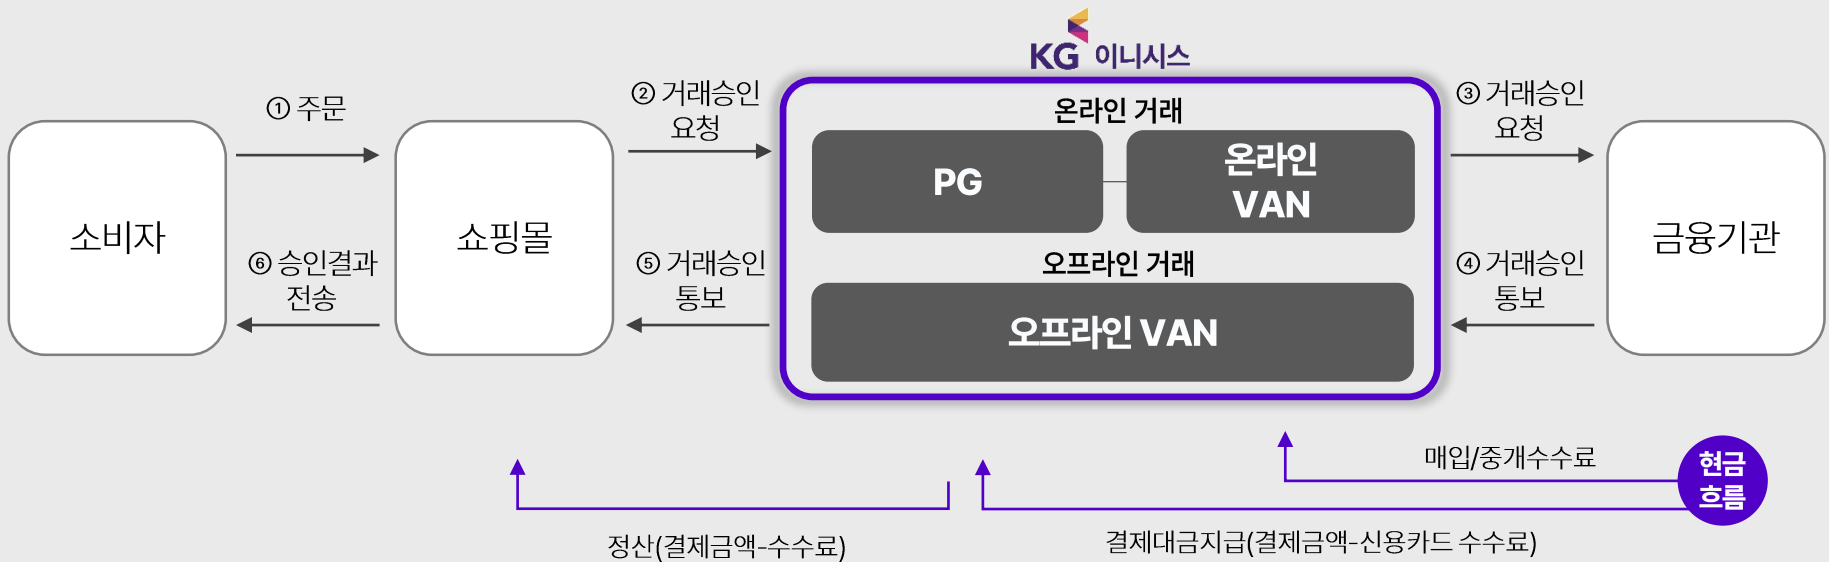 KG 이니시스
① 주문
② 거래승인
요청
온라인 거래
③ 거래승인
요청
PG
온라인
VAN
소비자
쇼핑몰
금융기관
⑥ 승인결과
전송
⑤ 거래승인
통보
오프라인 거래
④ 거래승인
통보
오프라인 VAN
매입/중개수수료
현금
흐름
정산(결제금액-수수료)
결제대금지급(결제금액-신용카드 수수료)